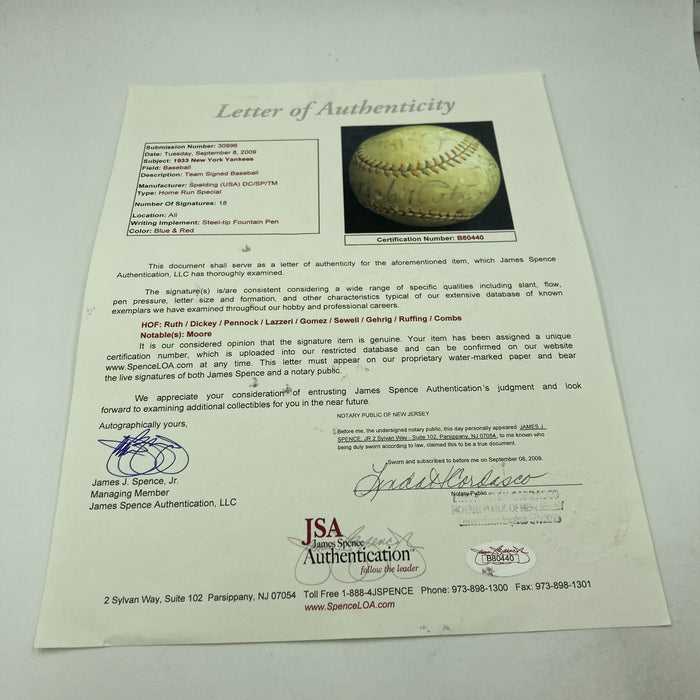 Letter of Authenticity
Submission Number: 30996
Date: Tuesday, September 8, 2009
Subject: 1933 New York Yankees
Field: Baseball
Description: Team Signed Baseball
Manufacturer: Spalding (USA) DC/SP/TM
Type: Home Run Special
Number Of Signatures: 18
Location: All
Writing Implement: Steel-tip Fountain Pen
Color: Blue & Red
Certification Number: B80440
This document shall serve as a letter of authenticity for the aforementioned item, which James Spence
Authentication, LLC has thoroughly examined.
The signature(s) is/are consistent considering a wide range of specific qualities including slant, flow,
pen pressure, letter size and formation, and other characteristics typical of our extensive database of known
exemplars we have examined throughout our hobby and professional careers.
HOF: Ruth / Dickey / Pennock / Lazzeri / Gomez / Sewell / Gehrig / Ruffing / Combs
Notable(s): Moore
It is our considered opinion that the signature item is genuine. Your item has been assigned a unique
certification number, which is uploaded into our restricted database and can be confirmed on our website
www.SpenceLOA.com at any time. This letter must appear on our proprietary water-marked paper and bear
the live signatures of both James Spence and a notary public.
We appreciate your consideration of entrusting James Spence Authentication's judgment and look
forward to examining additional collectibles for you in the near future.
Autographically yours,
James J. Spence, Jr.
Managing Member
James Spence Authentication, LLC
NOTARY PUBLIC OF NEW JERSEY
Before me, the undersigned notary public, this day personally appeared JAMES J.
SPENCE, JR 2 Sylvan Way - Suite 102, Parsippany, NJ 07054, to me known who
being duly sworn according to law, claimed this to be a true document.
Sworn and subscribed to before me on September 08, 2009.
Linda H Cordasco
Notary Public
JSA
James Spence
Authentication
follow the leader
B80440
2 Sylvan Way, Suite 102 Parsippany, NJ 07054 Toll Free 1-888-4JSPENCE Phone: 973-898-1300 Fax: 973-898-1301
www.SpenceLOA.com